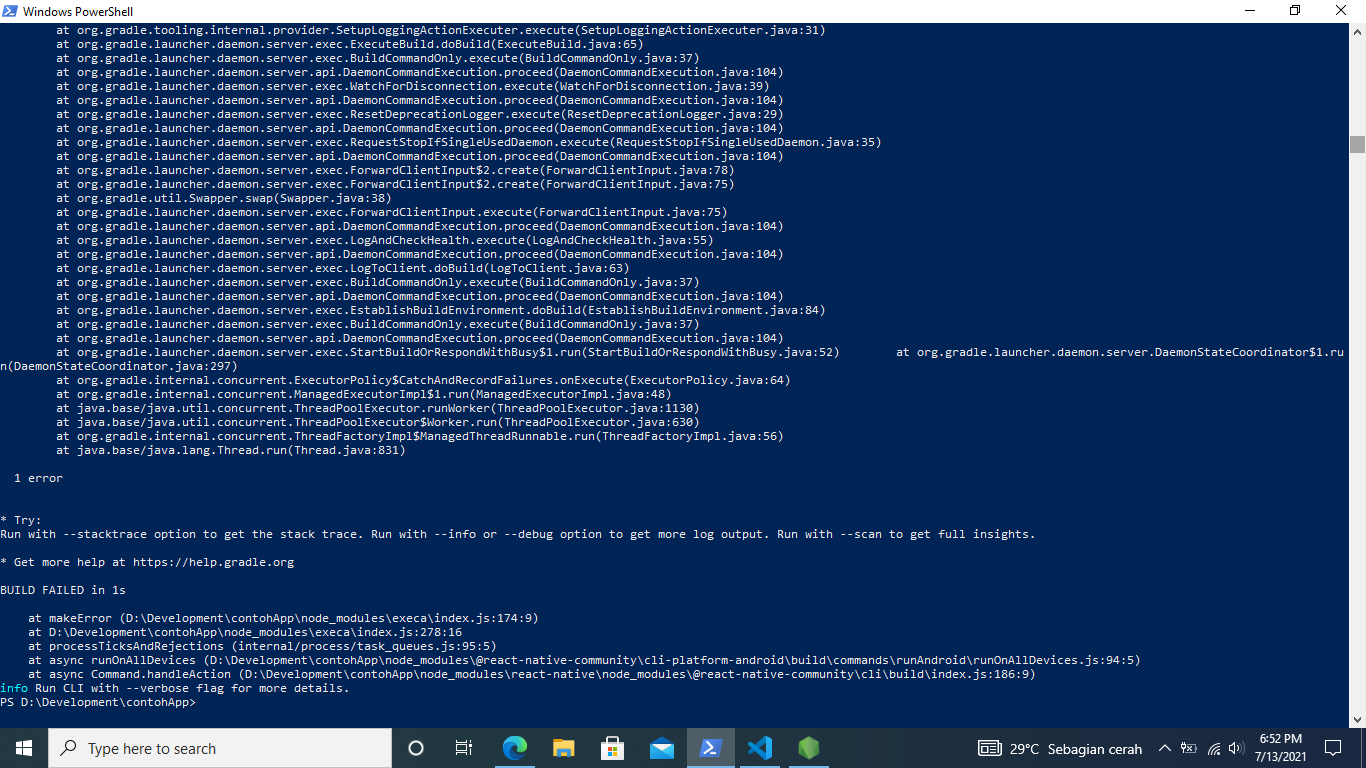 Windows PowerShell
at org.gradle.tooling.internal.provider.SetupLoggingActionExecuter.execute(SetupLoggingActionExecuter.java:31)
at org.gradle.launcher.daemon.server.exec.ExecuteBuild.doBuild(ExecuteBuild.java:65)
at org.gradle.launcher.daemon.server.exec.BuildCommandOnly.execute(BuildCommandOnly.java:37)
at org.gradle.launcher.daemon.server.api.DaemonCommandExecution.proceed(DaemonCommandExecution.java:104)
at org.gradle.launcher.daemon.server.exec.WatchForDisconnection.execute(WatchForDisconnection.java:39)
at org.gradle.launcher.daemon.server.api.DaemonCommandExecution.proceed(DaemonCommandExecution.java:104)
at org.gradle.launcher.daemon.server.exec.ResetDeprecationLogger.execute(ResetDeprecationLogger.java:29)
at org.gradle.launcher.daemon.server.api.DaemonCommandExecution.proceed(DaemonCommandExecution.java:104)
at org.gradle.launcher.daemon.server.exec.RequestStopIfSingleUsedDaemon.execute(RequestStopIfSingleUsedDaemon.java:35)
at org.gradle.launcher.daemon.server.api.DaemonCommandExecution.proceed(DaemonCommandExecution.java:104)
at org.gradle.launcher.daemon.server.exec.ForwardClientInput$2.create(ForwardClientInput.java:78)
at org.gradle.launcher.daemon.server.exec.ForwardClientInput$2.create(ForwardClientInput.java:75)
at org.gradle.util.Swapper.swap(Swapper.java:38)
at org.gradle.launcher.daemon.server.exec.ForwardClientInput.execute(ForwardClientInput.java:75)
at org.gradle.launcher.daemon.server.api.DaemonCommandExecution.proceed(DaemonCommandExecution.java:104)
at org.gradle.launcher.daemon.server.exec.LogAndCheckHealth.execute(LogAndCheckHealth.java:55)
at org.gradle.launcher.daemon.server.api.DaemonCommandExecution.proceed(DaemonCommandExecution.java:104)
at org.gradle.launcher.daemon.server.exec.LogToClient.doBuild(LogToClient.java:63)
at org.gradle.launcher.daemon.server.exec.BuildCommandOnly.execute(BuildCommandOnly.java:37)
at org.gradle.launcher.daemon.server.api.DaemonCommandExecution.proceed(DaemonCommandExecution.java:104)
at org.gradle.launcher.daemon.server.exec.EstablishBuildEnvironment.doBuild(EstablishBuildEnvironment.java:84)
at org.gradle.launcher.daemon.server.exec.BuildCommandOnly.execute(BuildCommandOnly.java:37)
at org.gradle.launcher.daemon.server.api.DaemonCommandExecution.proceed(DaemonCommandExecution.java:104)
at org.gradle.launcher.daemon.server.exec.StartBuildOrRespondWithBusy$1.run(StartBuildOrRespondWithBusy.java:52)        at org.gradle.launcher.daemon.server.DaemonStateCoordinator$1.ru
n(DaemonStateCoordinator.java:297)
at org.gradle.internal.concurrent.ExecutorPolicy$CatchAndRecordFailures.onExecute(ExecutorPolicy.java:64)
at org.gradle.internal.concurrent.ManagedExecutorImpl$1.run(ManagedExecutorImpl.java:48)
at java.base/java.util.concurrent.ThreadPoolExecutor.runWorker(ThreadPoolExecutor.java:1130)
at java.base/java.util.concurrent.ThreadPoolExecutor$Worker.run(ThreadPoolExecutor.java:630)
at org.gradle.internal.concurrent.ThreadFactoryImpl$ManagedThreadRunnable.run(ThreadFactoryImpl.java:56)
at java.base/java.lang.Thread.run(Thread.java:831)
1 error
* Try:
Run with --stacktrace option to get the stack trace. Run with --info or --debug option to get more log output. Run with --scan to get full insights.
* Get more help at https://help.gradle.org
BUILD FAILED in 1s
at makeError (D:\Development\contohApp\node_modules\execa\index.js:174:9)
at D:\Development\contohApp\node_modules\execa\index.js:278:16
at processTicksAndRejections (internal/process/task_queues.js:95:5)
at async runOnAllDevices (D:\Development\contohApp\node_modules\@react-native-community\cli-platform-android\build\commands\runAndroid\runOnAllDevices.js:94:5)
at async Command.handleAction (D:\Development\contohApp\node_modules\react-native\node_modules\@react-native-community\cli\build\index.js:186:9)
info Run CLI with --verbose flag for more details.
PS D:\Development\contohApp>
Type here to search
29°C Sebagian cerah
6:52 PM
7/13/2021